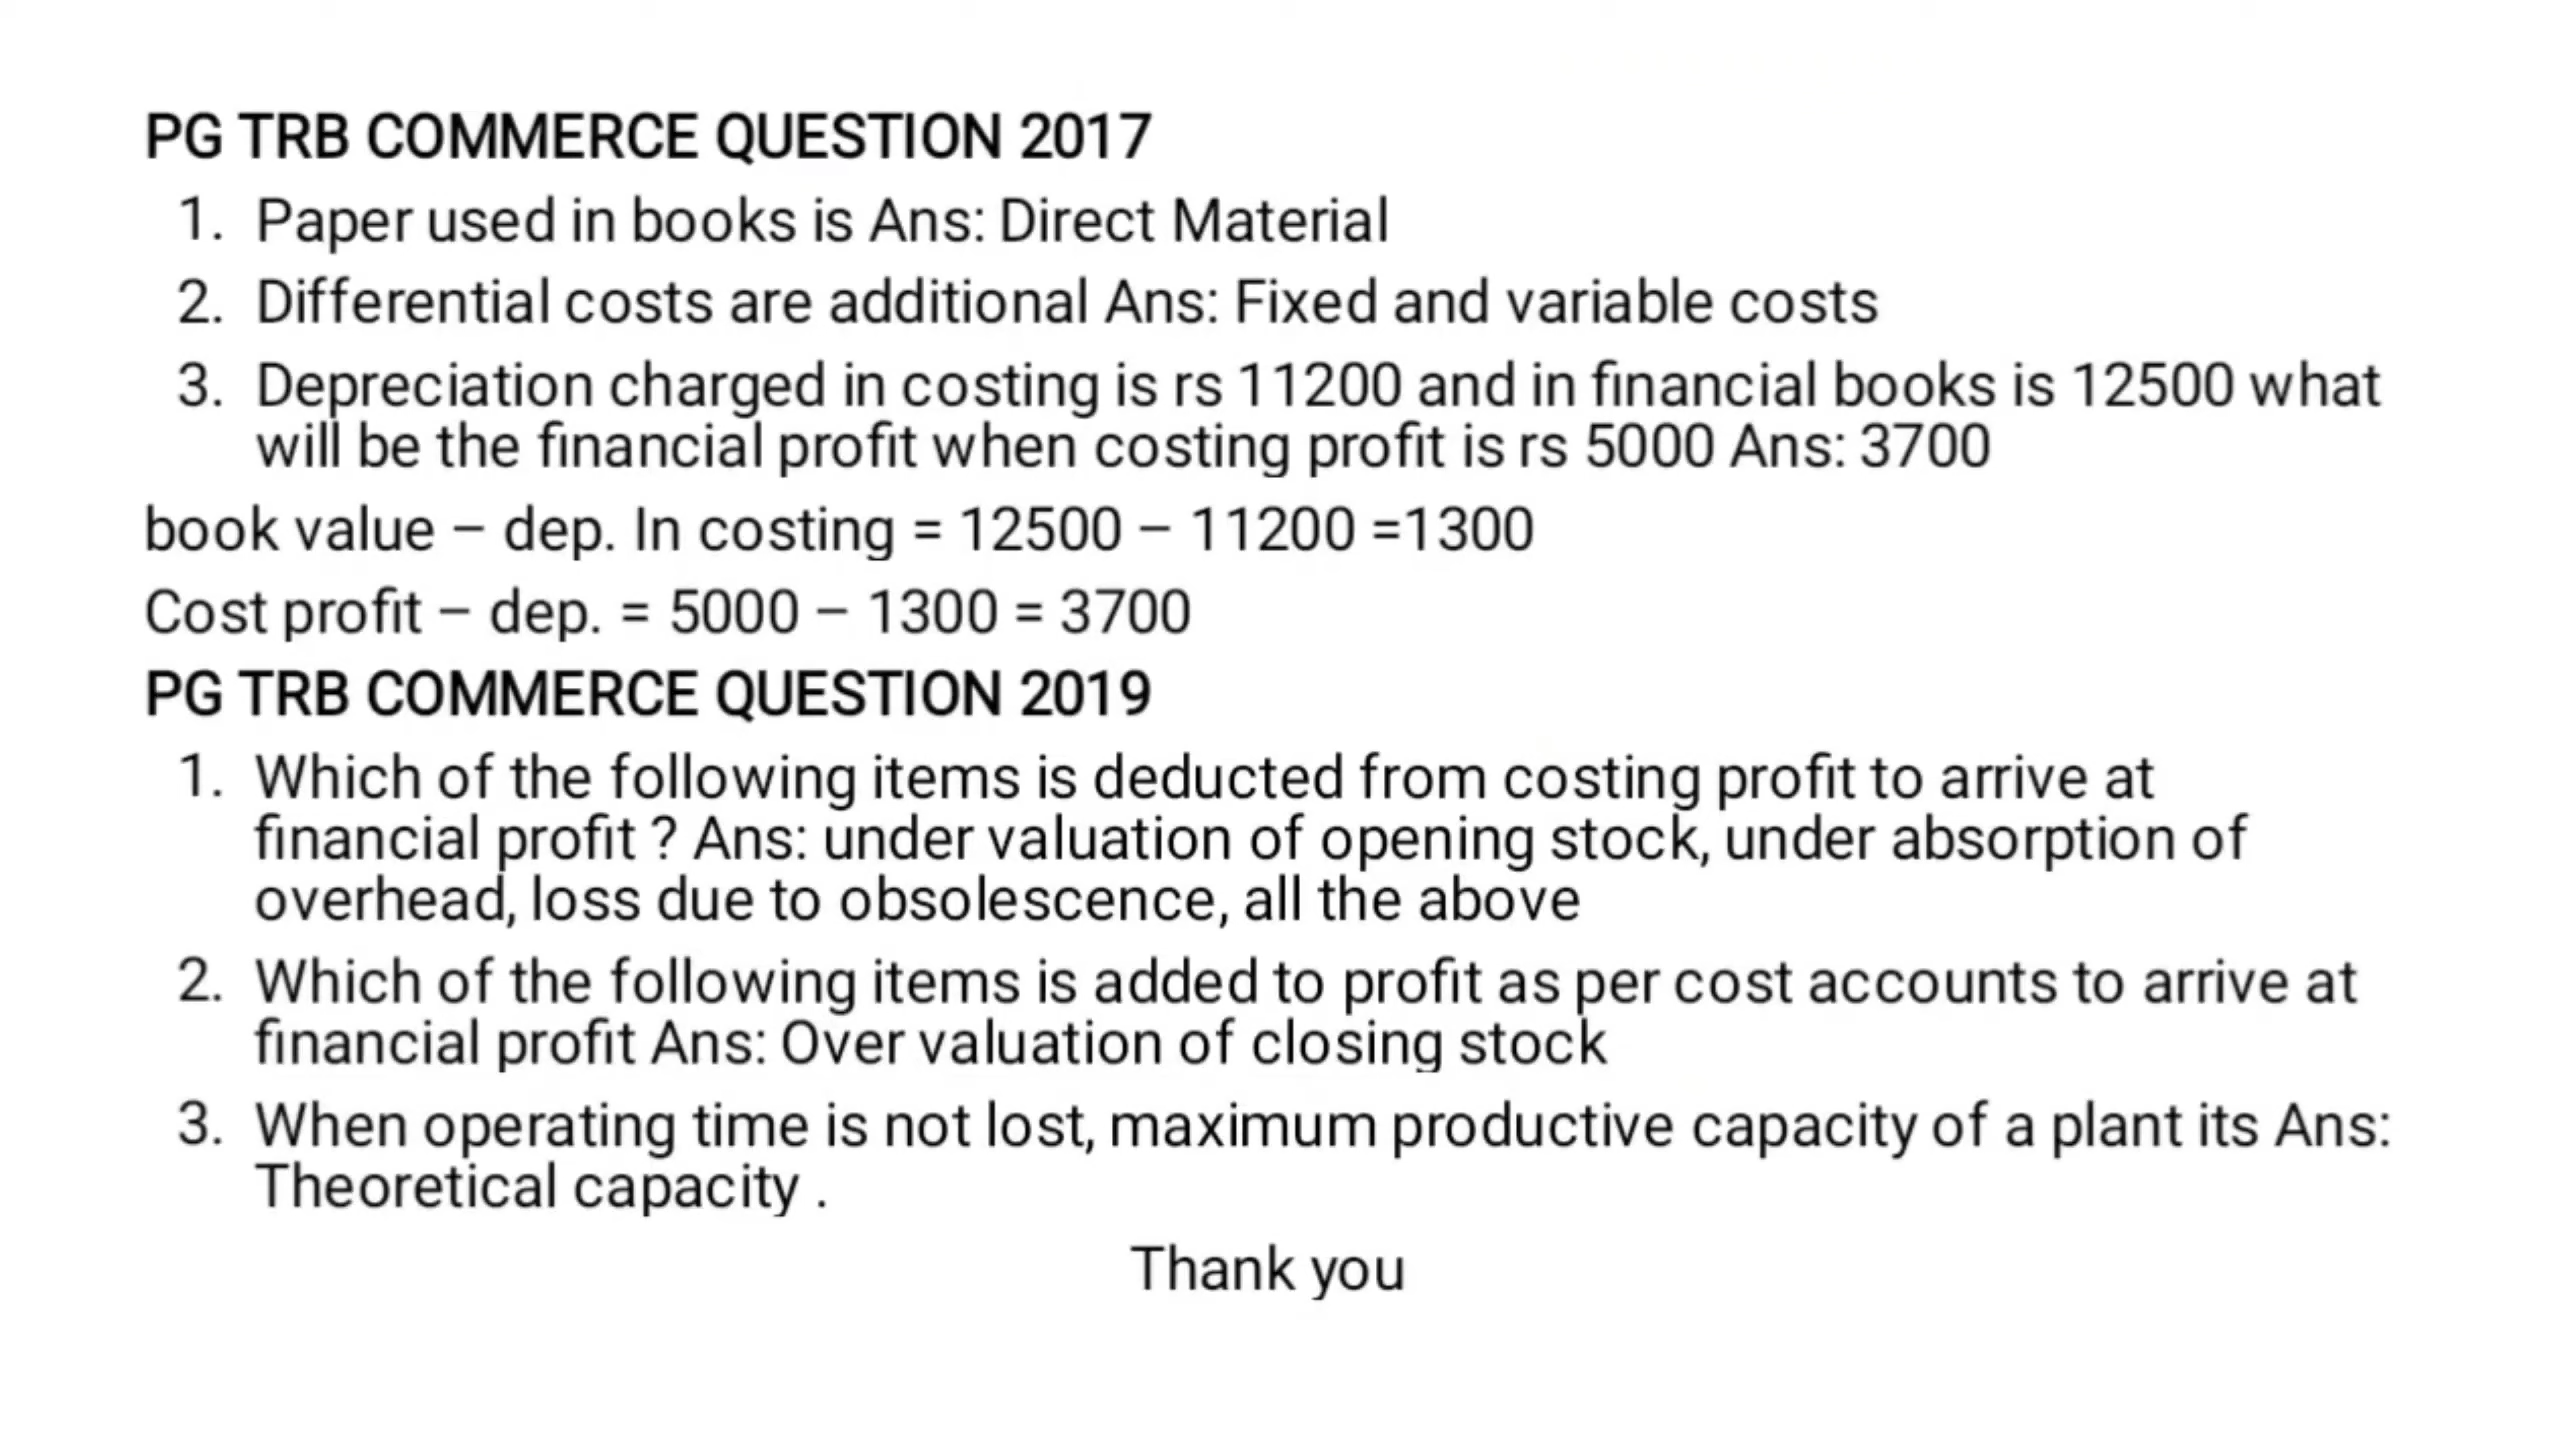 PG TRB COMMERCE QUESTION 2017
1. Paper used in books is Ans: Direct Material
2. Differential costs are additional Ans: Fixed and variable costs
3. Depreciation charged in costing is rs 11200 and in financial books is 12500 what
will be the financial profit when costing profit is rs 5000 Ans: 3700
book value – dep. In costing = 12500 – 11200 =1300
Cost profit – dep. = 5000 – 1300 = 3700
PG TRB COMMERCE QUESTION 2019
1. Which of the following items is deducted from costing profit to arrive at
financial profit ? Ans: under valuation of opening stock, under absorption of
overhead, loss due to obsolescence, all the above
2. Which of the following items is added to profit as per cost accounts to arrive at
financial profit Ans: Over valuation of closing stock
3. When operating time is not lost, maximum productive capacity of a plant its Ans:
Theoretical capacity .
Thank you